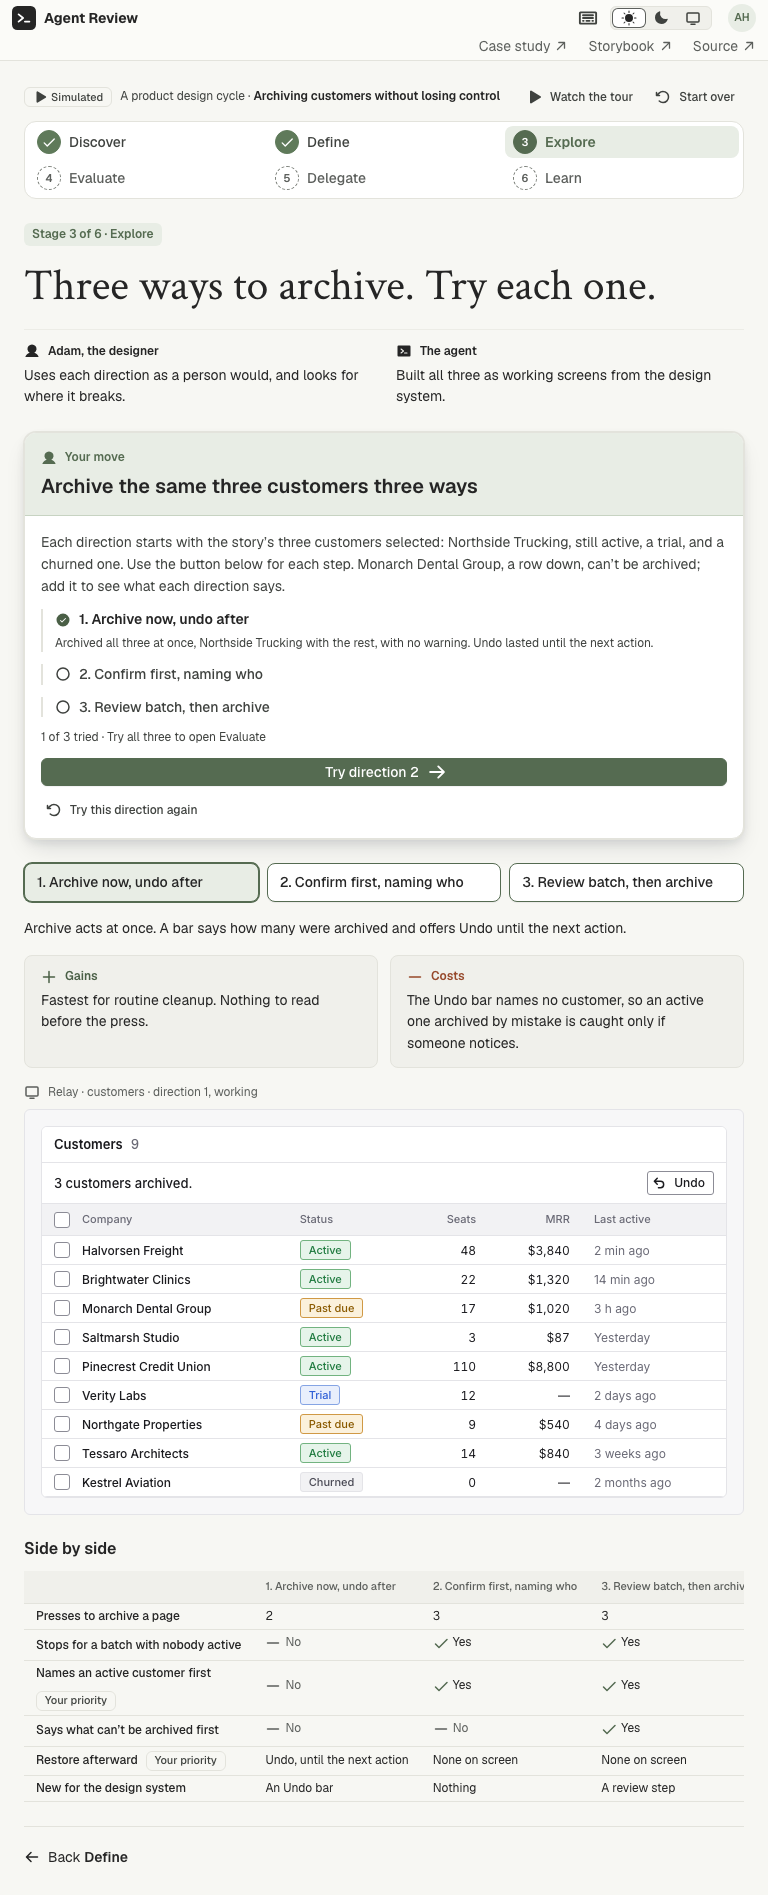 Agent Review
AH
Case study
Storybook
Source
Simulated
A product design cycle · Archiving customers without losing control
Watch the tour
Start over
Discover
Define
3 Explore
4 Evaluate
5 Delegate
6 Learn
Stage 3 of 6 · Explore
Three ways to archive. Try each one.
Adam, the designer
Uses each direction as a person would, and looks for
where it breaks.
The agent
Built all three as working screens from the design
system.
Your move
Archive the same three customers three ways
Each direction starts with the story’s three customers selected: Northside Trucking, still active, a trial, and a
churned one. Use the button below for each step. Monarch Dental Group, a row down, can’t be archived;
add it to see what each direction says.
1. Archive now, undo after
Archived all three at once, Northside Trucking with the rest, with no warning. Undo lasted until the next action.
2. Confirm first, naming who
3. Review batch, then archive
1 of 3 tried · Try all three to open Evaluate
Try direction 2
Try this direction again
1. Archive now, undo after
2. Confirm first, naming who
3. Review batch, then archive
Archive acts at once. A bar says how many were archived and offers Undo until the next action.
Gains
Fastest for routine cleanup. Nothing to read
before the press.
Costs
The Undo bar names no customer, so an active
one archived by mistake is caught only if
someone notices.
Relay · customers · direction 1, working
Customers 9
3 customers archived.
Undo
Company Status Seats MRR Last active
Halvorsen Freight Active 48 $3,840 2 min ago
Brightwater Clinics Active 22 $1,320 14 min ago
Monarch Dental Group Past due 17 $1,020 3 h ago
Saltmarsh Studio Active 3 $87 Yesterday
Pinecrest Credit Union Active 110 $8,800 Yesterday
Verity Labs Trial 12 — 2 days ago
Northgate Properties Past due 9 $540 4 days ago
Tessaro Architects Active 14 $840 3 weeks ago
Kestrel Aviation Churned 0 — 2 months ago
Side by side
1. Archive now, undo after 2. Confirm first, naming who 3. Review batch, then archiv
Presses to archive a page 2 3 3
Stops for a batch with nobody active No Yes Yes
Names an active customer first Your priority No Yes Yes
Says what can’t be archived first No No Yes
Restore afterward Your priority Undo, until the next action None on screen None on screen
New for the design system An Undo bar Nothing A review step
Back Define